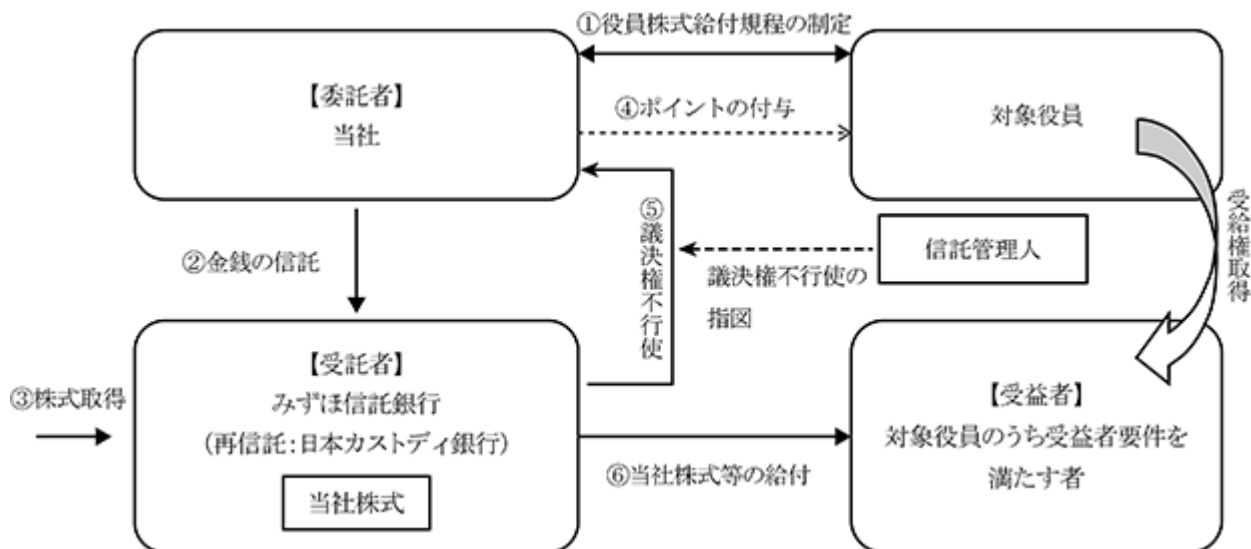 ①役員株式給付規程の制定
【委託者】
当社
④ポイントの付与
対象役員
受給権取得
②金銭の信託
⑤議決権不行使
議決権不行使の
指図
信託管理人
③株式取得
【受託者】
みずほ信託銀行
(再信託:日本カストディ銀行)
当社株式
⑥当社株式等の給付
【受益者】
対象役員のうち受益者要件を
満たす者